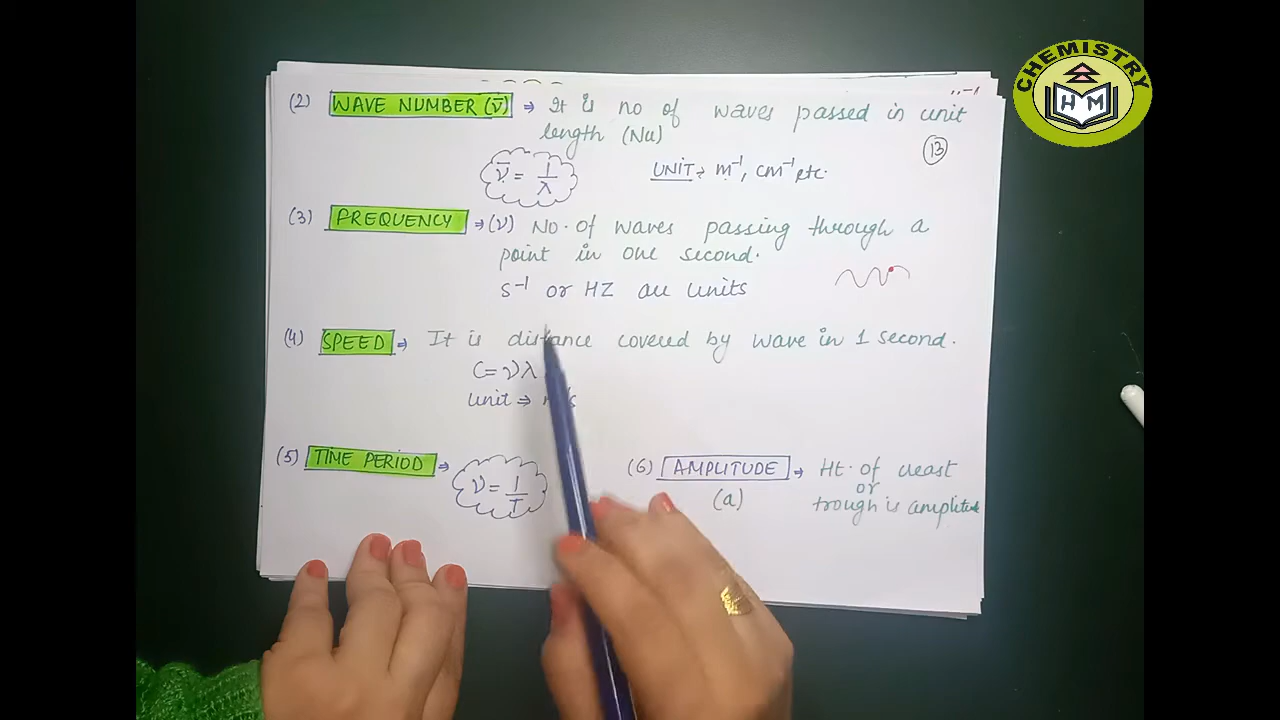 CHEMISTRY
HM
(2) WAVE NUMBER (ν̅) ⇒ It is no of waves passed in unit
length (Nu)
13
ν̅ = 1/λ
UNIT → m⁻¹, cm⁻¹ etc.
(3) FREQUENCY ⇒ (ν) No. of waves passing through a
point in one second.
s⁻¹ or HZ are units
(4) SPEED ⇒ It is distance covered by wave in 1 second.
C = νλ
Unit ⇒
(5) TIME PERIOD ⇒
ν = 1/T
(6) AMPLITUDE ⇒ Ht. of creast
or
(a)
trough is amplitude